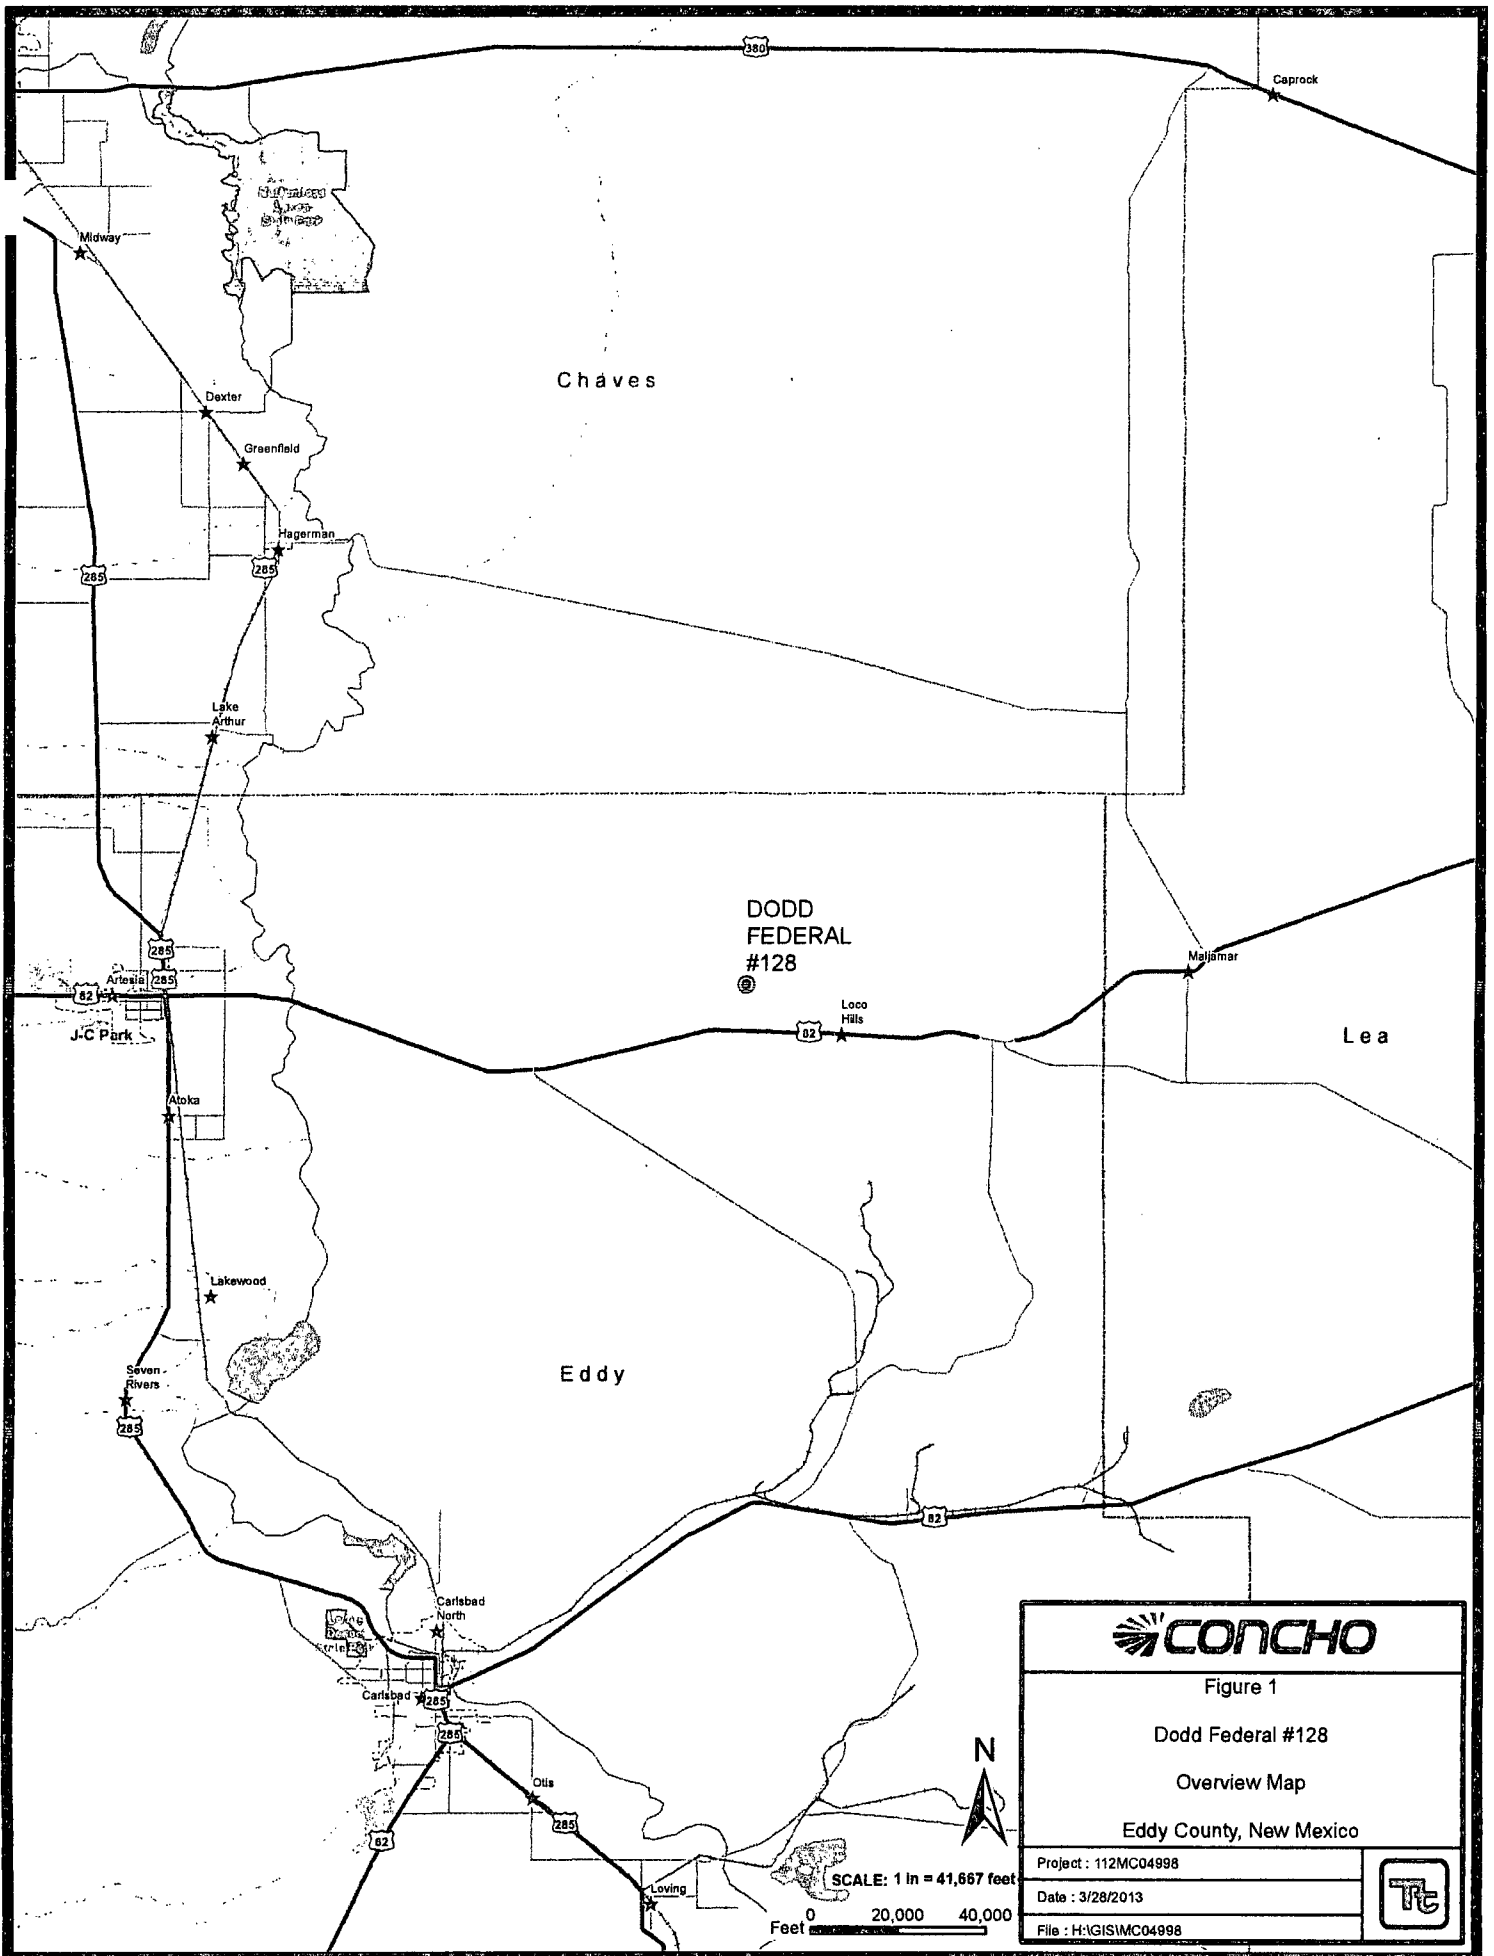 380
Caprock
Midway
Chaves
Dexter
Greenfield
Hagerman
285
285
Lake
Arthur
DODD
FEDERAL
#128
285
285
Artesia
82
J-C Park
Maljamar
Loco
Hills
82
Lea
Atoka
Lakewood
Seven
Rivers
285
Eddy
82
Carlsbad
North
Carlsbad
285
285
Otis
285
82
Loving
N
SCALE: 1 in = 41,667 feet
Feet
0
20,000
40,000
CONCHO
Figure 1
Dodd Federal #128
Overview Map
Eddy County, New Mexico
Project : 112MC04998
Date : 3/28/2013
File : H:\GIS\MC04998
Tt